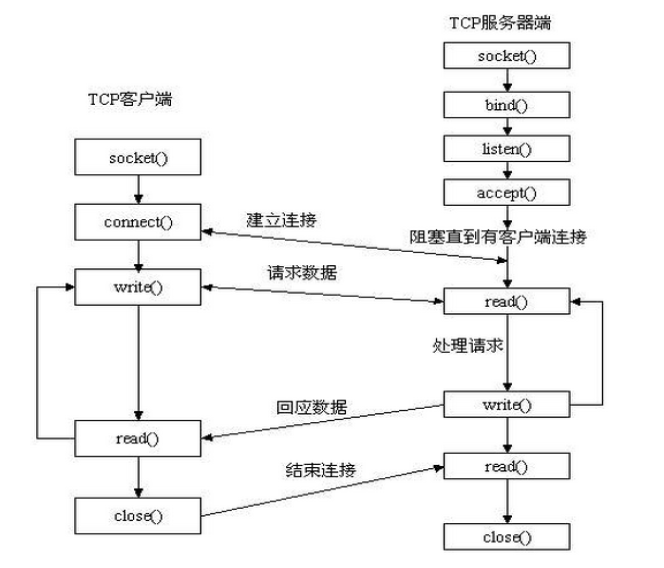 TCP服务器端
socket()
bind()
TCP客户端
listen()
socket()
accept()
connect()
建立连接
阻塞直到有客户端连接
请求数据
write()
read()
处理请求
回应数据
write()
read()
结束连接
read()
close()
close()